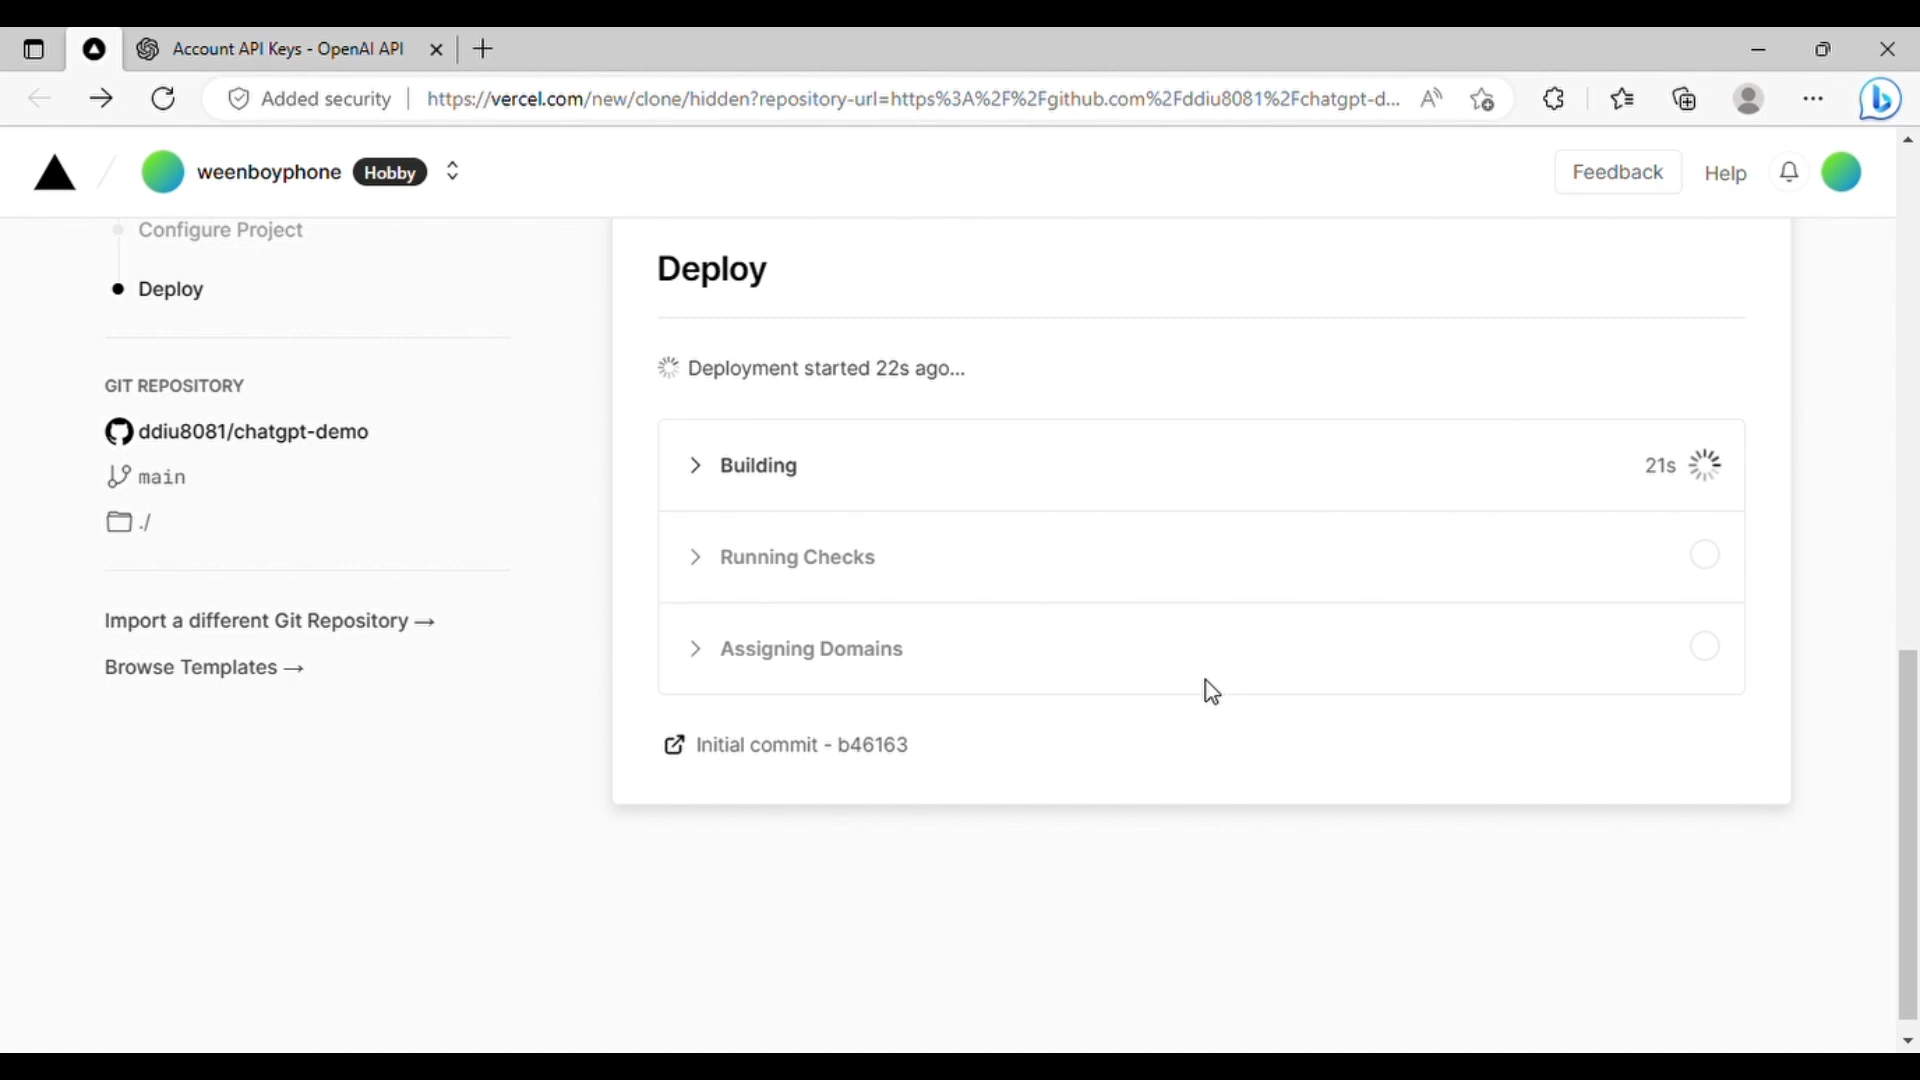 Account API Keys - OpenAI API
Added security
https://vercel.com/new/clone/hidden?repository-url=https%3A%2F%2Fgithub.com%2Fddiu8081%2Fchatgpt-d...
weenboyphone
Hobby
Feedback
Help
Configure Project
Deploy
GIT REPOSITORY
ddiu8081/chatgpt-demo
main
./
Import a different Git Repository →
Browse Templates →
Deploy
Deployment started 22s ago...
Building
21s
Running Checks
Assigning Domains
Initial commit - b46163